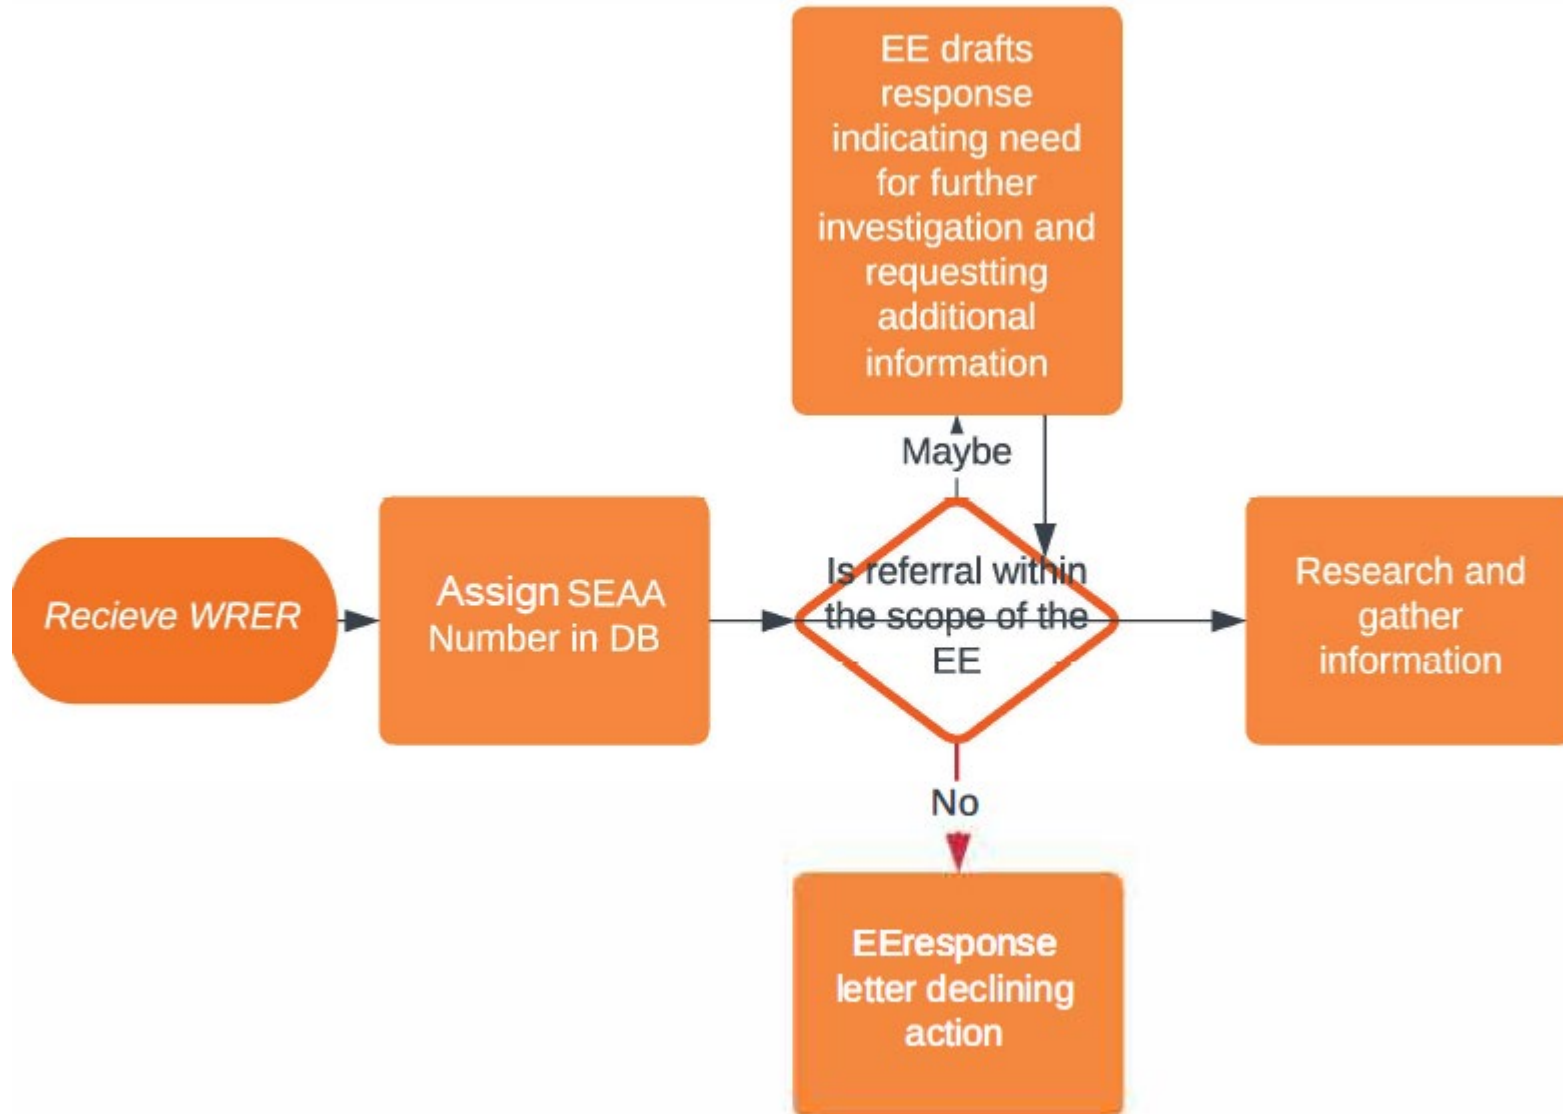 EE drafts
response
indicating need
for further
investigation and
requestting
additional
information
Maybe
Recieve WRER
Assign SEAA
Number in DB
Is referral within
the scope of the
EE
Research and
gather
information
No
EEresponse
letter declining
action